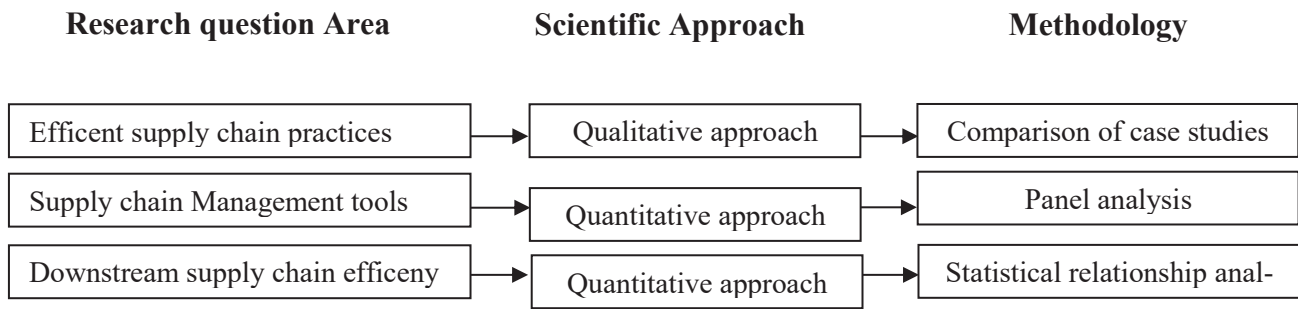 Research question Area Scientific Approach Methodology
Efficent supply chain practices Qualitative approach Comparison of case studies
Supply chain Management tools Quantitative approach Panel analysis
Downstream supply chain efficeny Quantitative approach Statistical relationship anal-